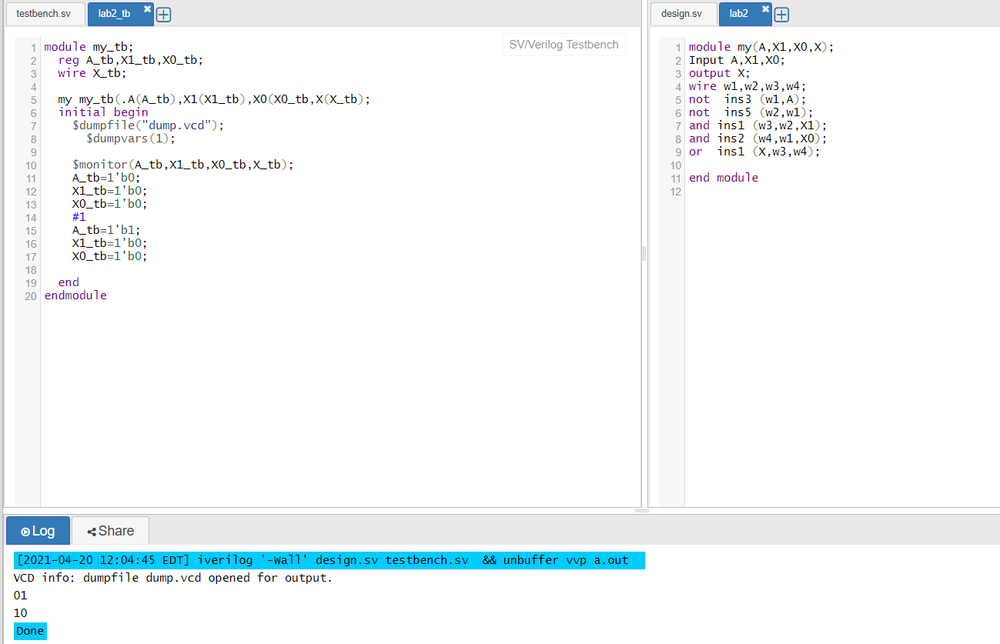 testbench.sv
lab2_tb
SV/Verilog Testbench
1 module my_tb;
2 reg A_tb,X1_tb,X0_tb;
3 wire X_tb;
4
5 my my_tb(.A(A_tb),X1(X1_tb),X0(X0_tb,X(X_tb);
6 initial begin
7 $dumpfile("dump.vcd");
8 $dumpvars(1);
9
10 $monitor(A_tb,X1_tb,X0_tb,X_tb);
11 A_tb=1'b0;
12 X1_tb=1'b0;
13 X0_tb=1'b0;
14 #1
15 A_tb=1'b1;
16 X1_tb=1'b0;
17 X0_tb=1'b0;
18
19 end
20 endmodule
design.sv
lab2
1 module my(A,X1,X0,X);
2 Input A,X1,X0;
3 output X;
4 wire w1,w2,w3,w4;
5 not ins3 (w1,A);
6 not ins5 (w2,w1);
7 and ins1 (w3,w2,X1);
8 and ins2 (w4,w1,X0);
9 or ins1 (X,w3,w4);
10
11 end module
12
Log
Share
[2021-04-20 12:04:45 EDT] iverilog '-Wall' design.sv testbench.sv && unbuffer vvp a.out
VCD info: dumpfile dump.vcd opened for output.
01
10
Done